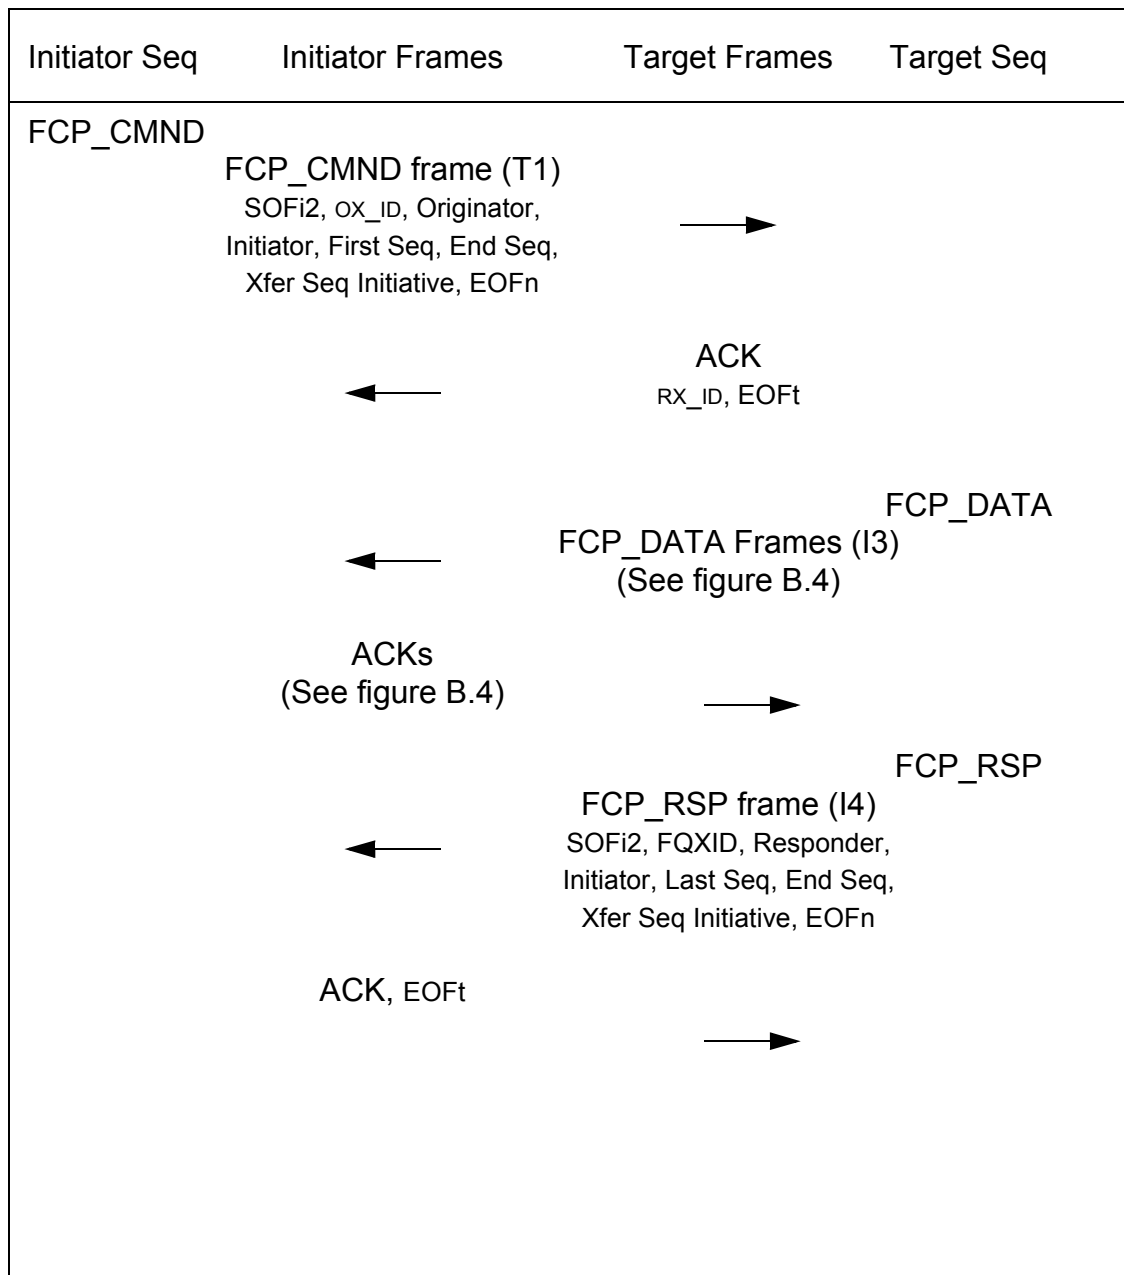 Initiator Seq Initiator Frames Target Frames Target Seq
FCP_CMND
FCP_CMND frame (T1)
SOFi2, OX_ID, Originator,
Initiator, First Seq, End Seq,
Xfer Seq Initiative, EOFn
ACK
RX_ID, EOFt
FCP_DATA
FCP_DATA Frames (I3)
(See figure B.4)
ACKs
(See figure B.4)
FCP_RSP
FCP_RSP frame (I4)
SOFi2, FQXID, Responder,
Initiator, Last Seq, End Seq,
Xfer Seq Initiative, EOFn
ACK, EOFt